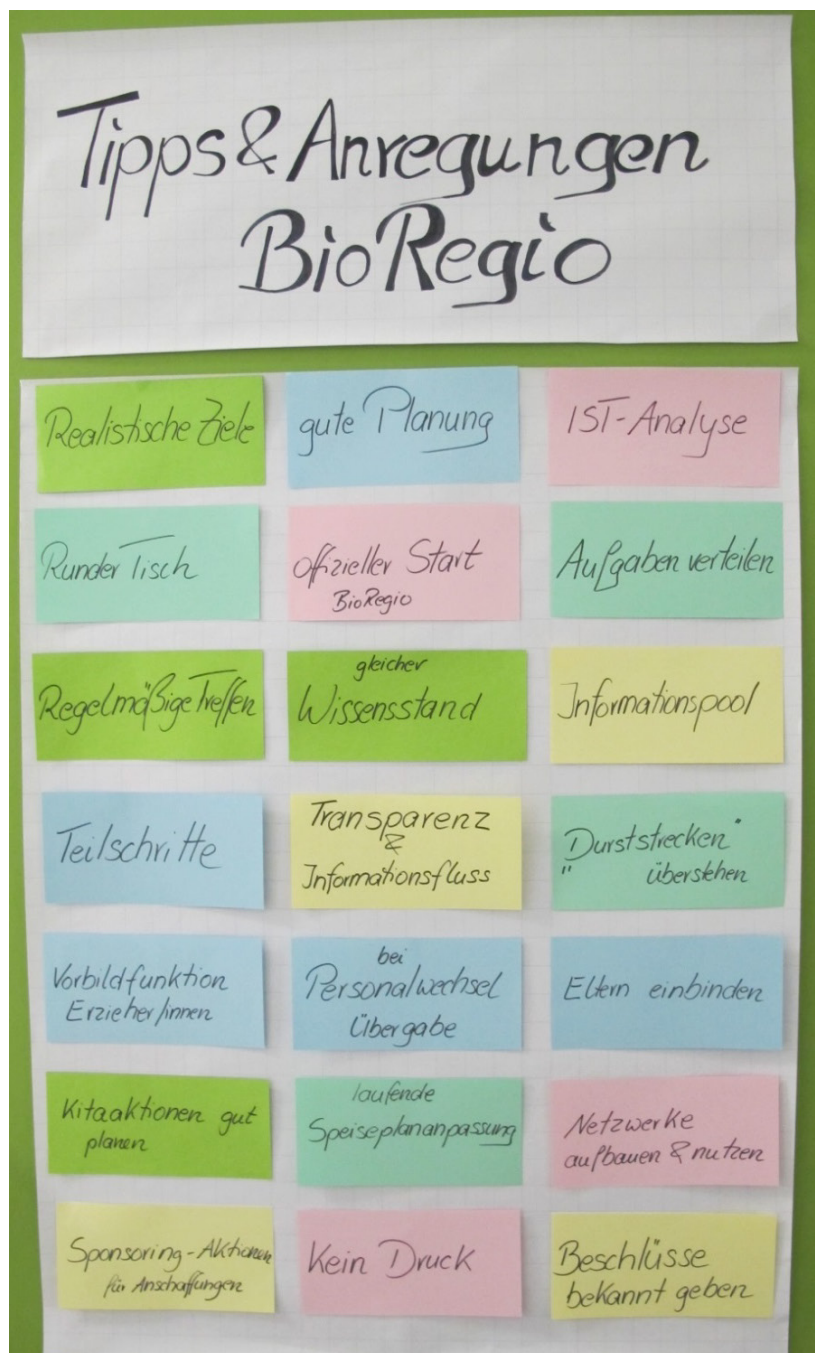 Tipps & Anregungen
BioRegio
Realistische Ziele
gute Planung
IST-Analyse
Runder Tisch
offizieller Start
BioRegio
Aufgaben verteilen
Regelmäßige Treffen
gleicher
Wissensstand
Informationspool
Teilschritte
Transparenz
&
Informationsfluss
„Durststrecken"
überstehen
Vorbildfunktion
Erzieher/innen
bei
Personalwechsel
Übergabe
Eltern einbinden
Kitaaktionen gut
planen
laufende
Speiseplananpassung
Netzwerke
aufbauen & nutzen
Sponsoring-Aktionen
für Anschaffungen
Kein Druck
Beschlüsse
bekannt geben